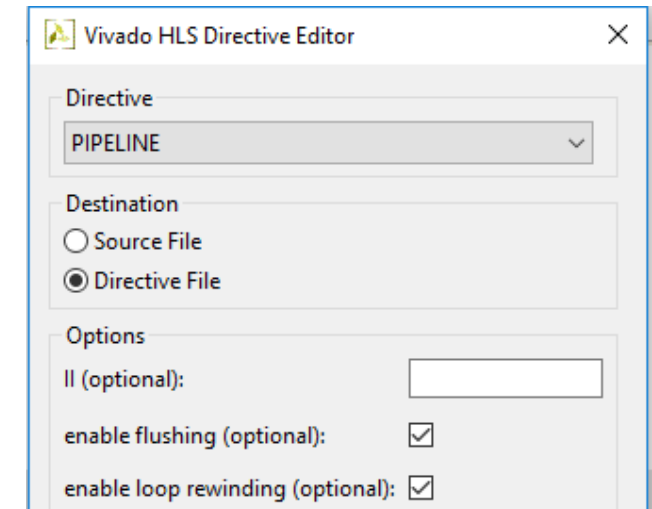 Vivado HLS Directive Editor
Directive
PIPELINE
Destination
Source File
Directive File
Options
II (optional):
enable flushing (optional):
enable loop rewinding (optional):